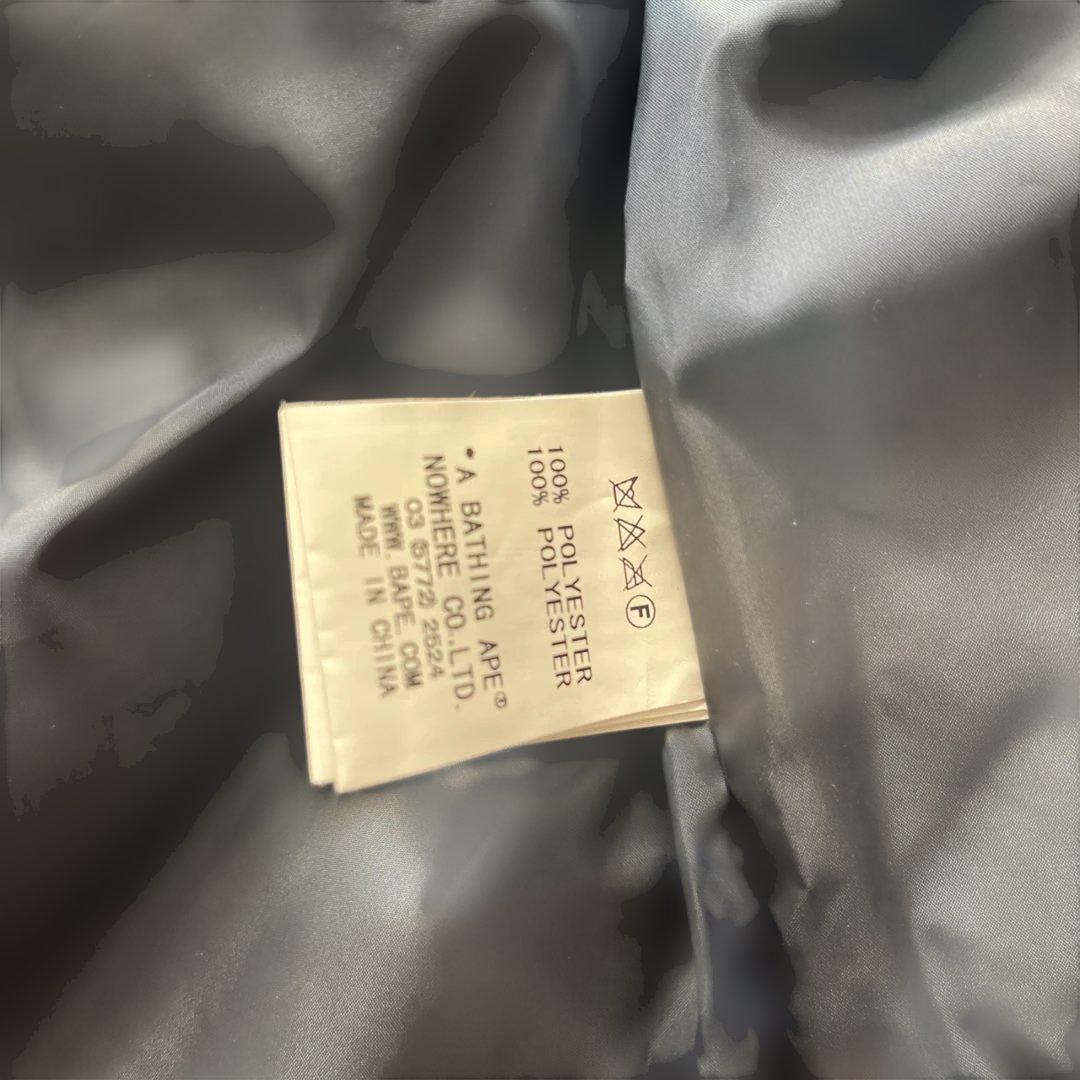 F
100% POLYESTER
100% POLYESTER
•A BATHING APE®
NOWHERE CO.,LTD.
03 (5772) 2524
WWW.BAPE.COM
MADE IN CHINA